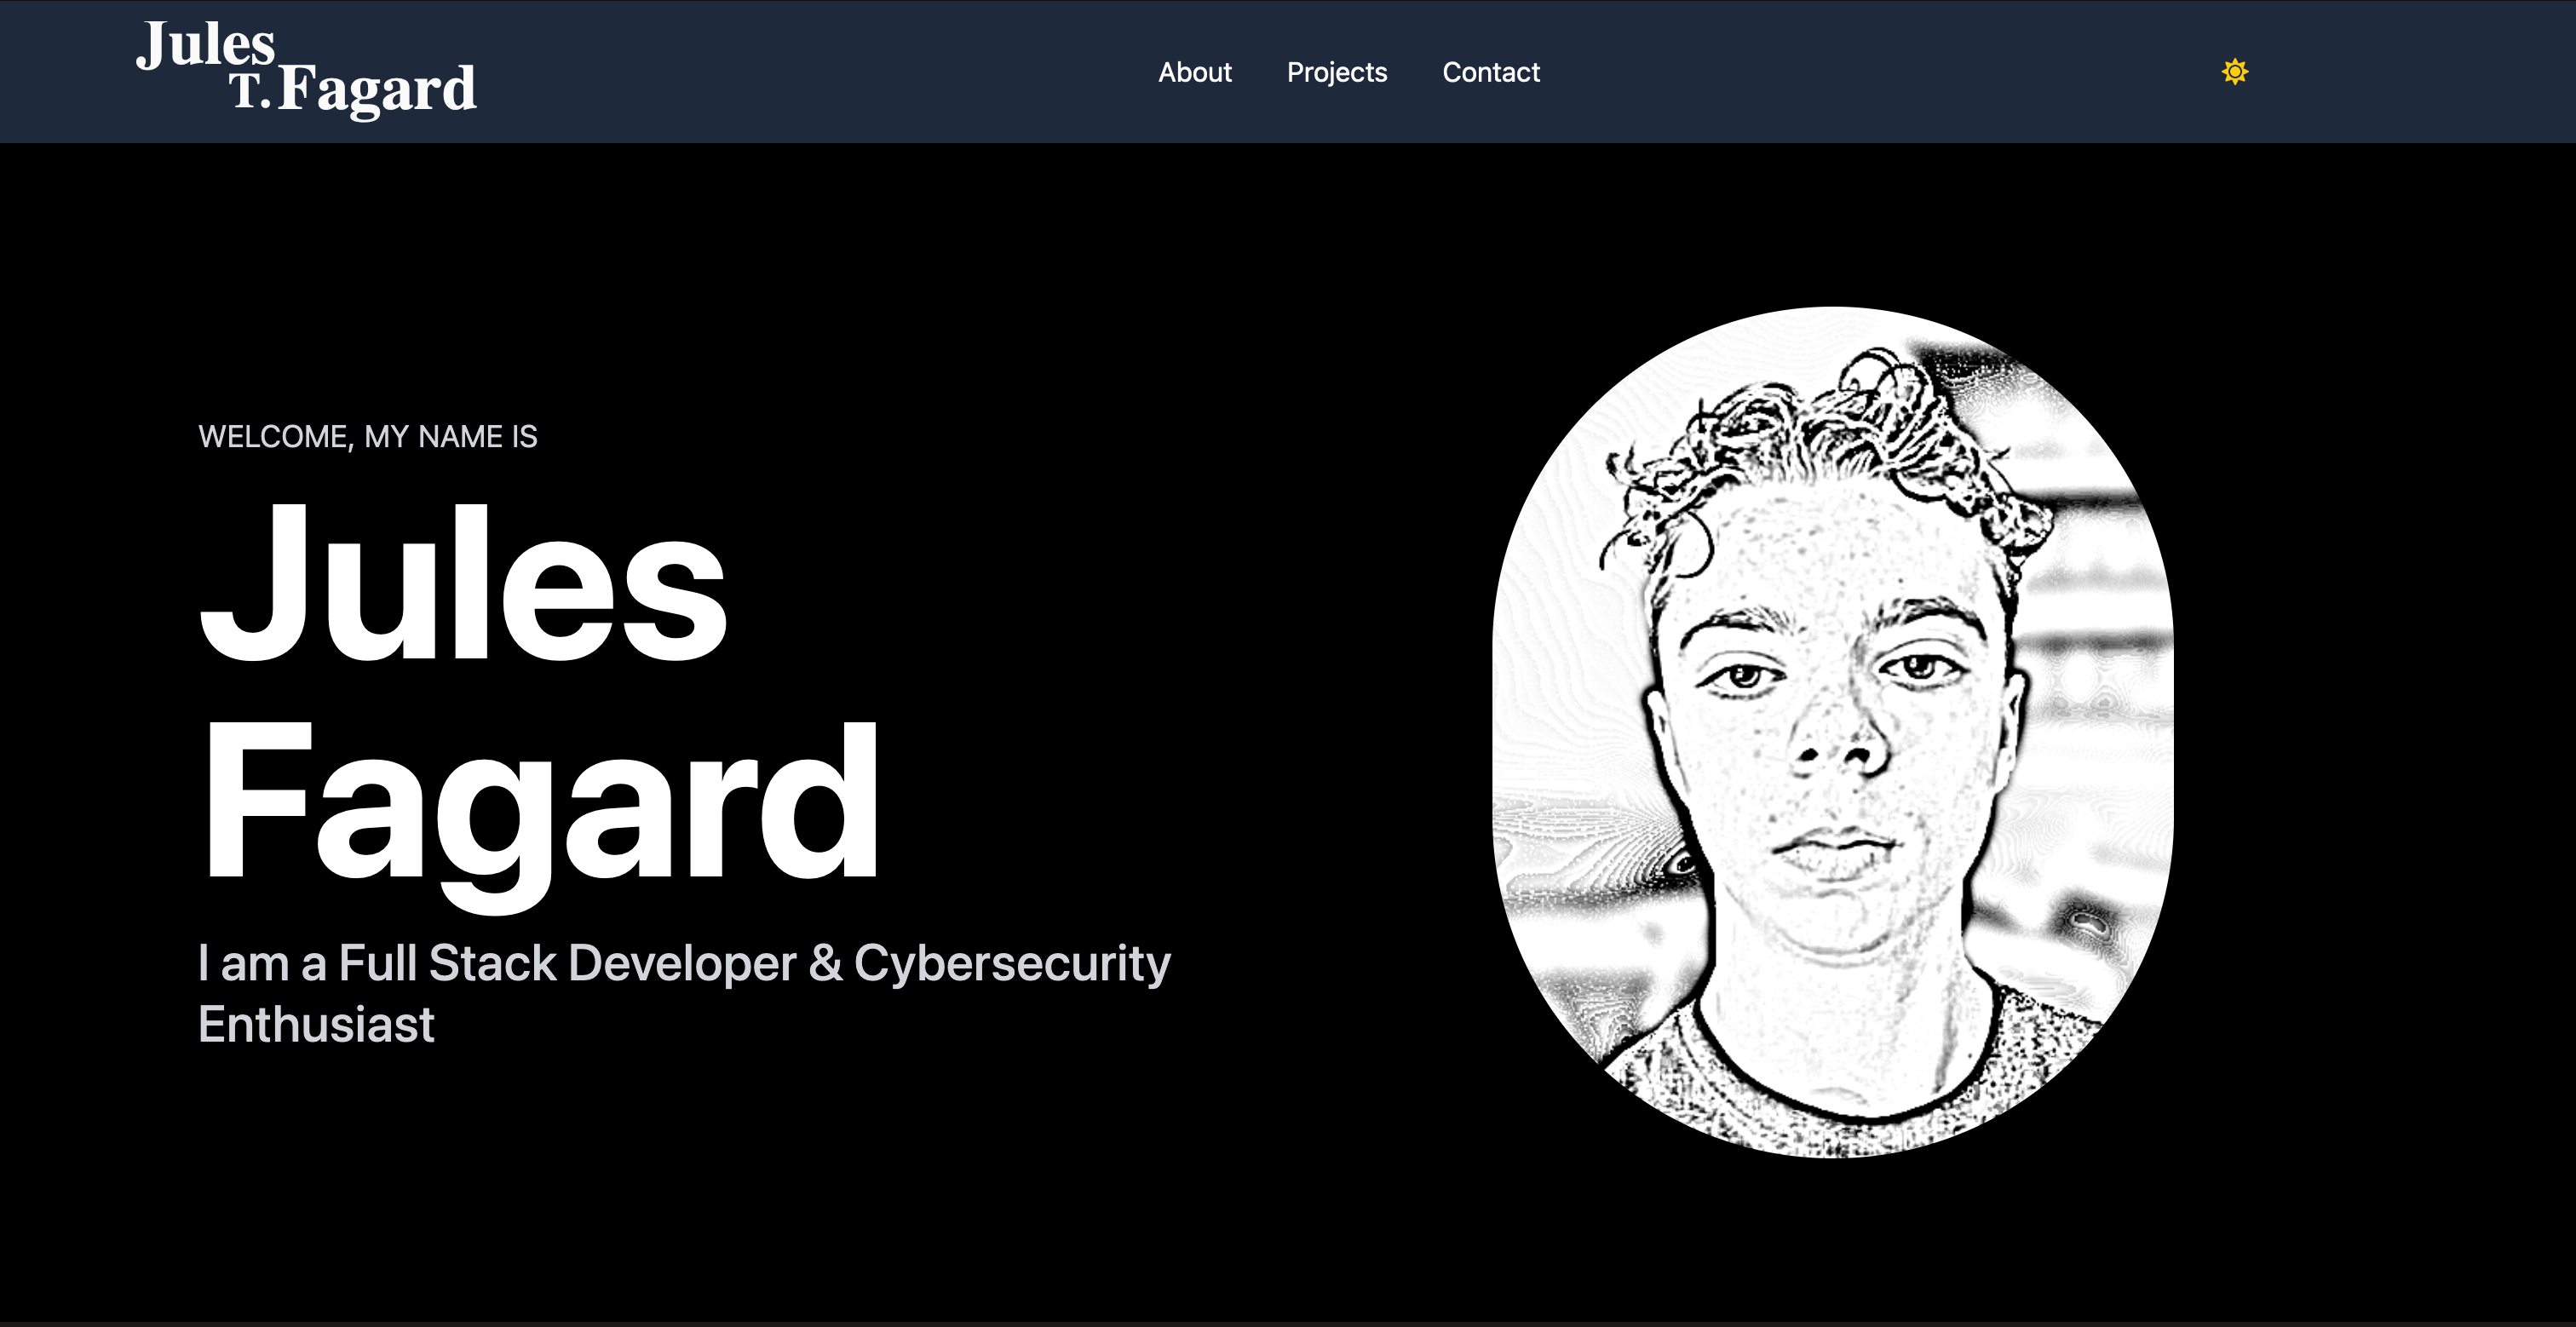 Jules
T. Fagard
About Projects Contact
WELCOME, MY NAME IS
Jules
Fagard
I am a Full Stack Developer & Cybersecurity
Enthusiast